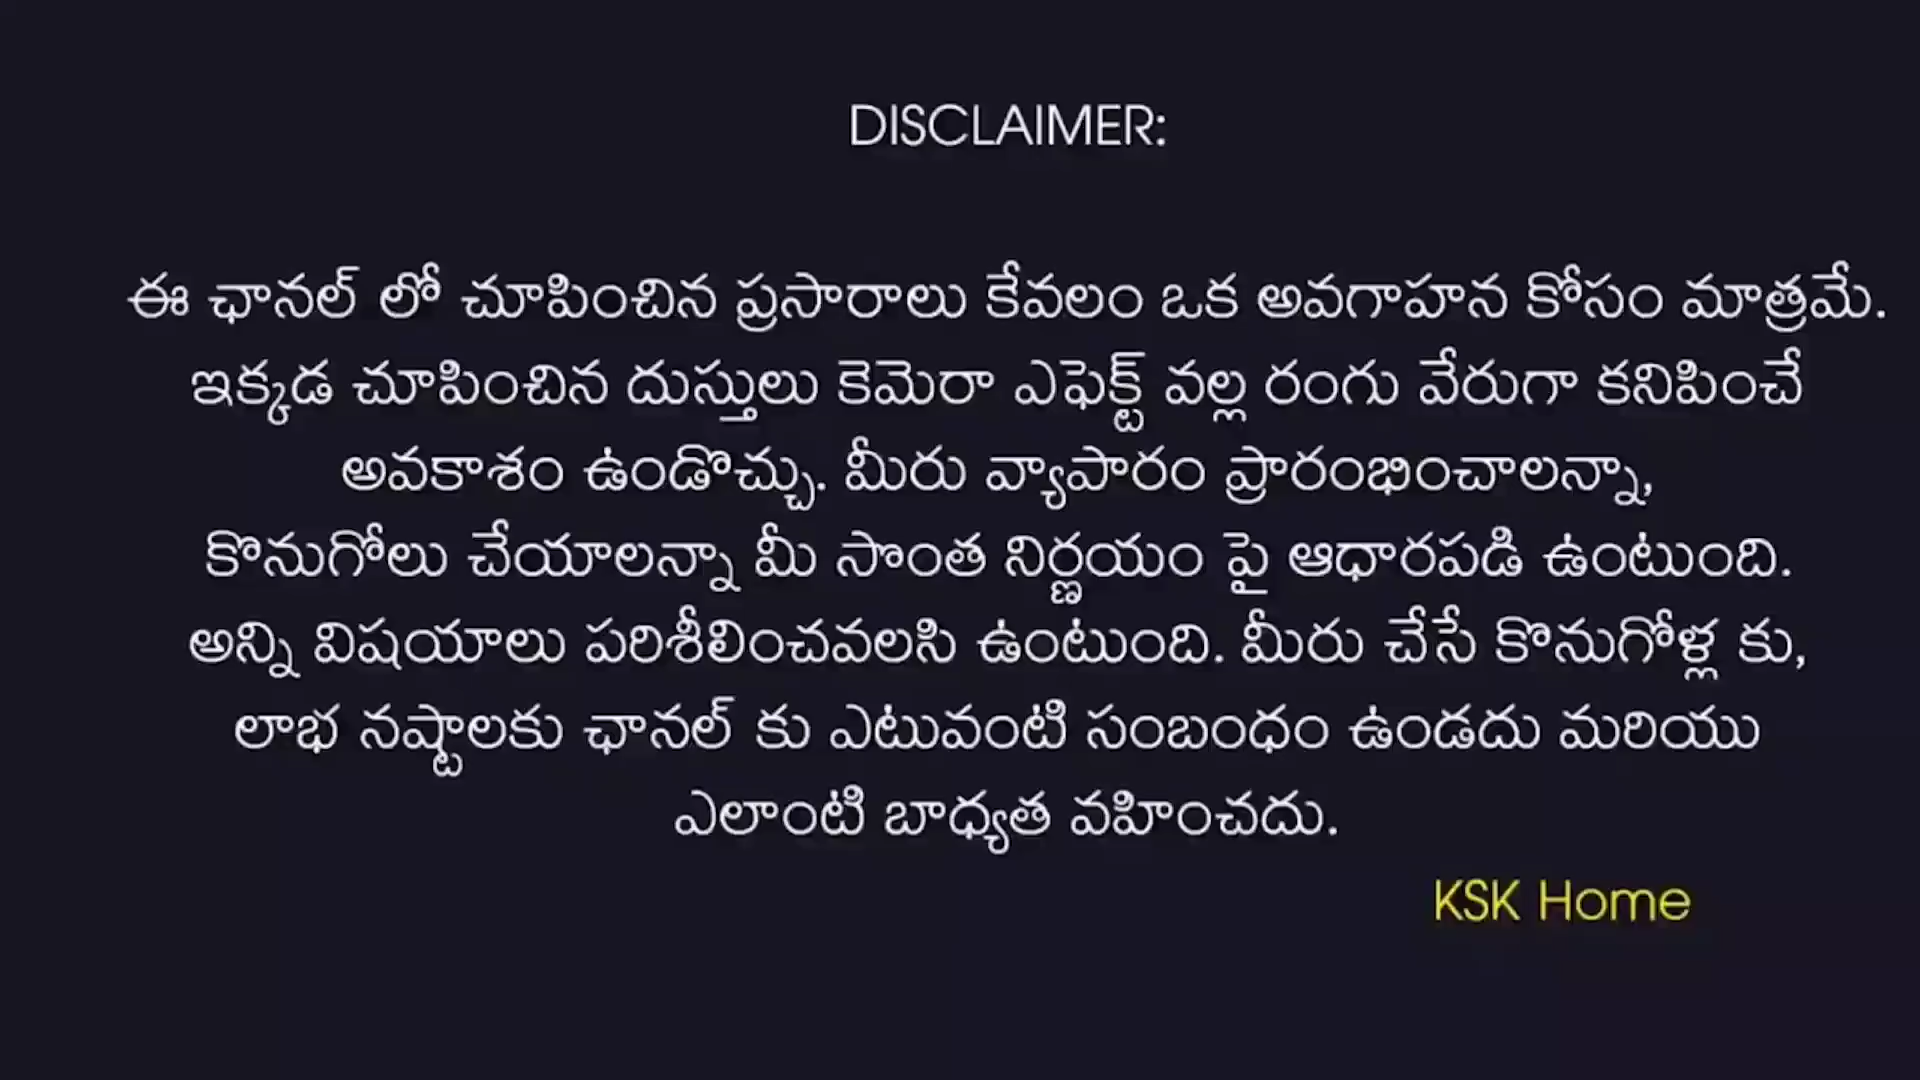 DISCLAIMER:
ఈ ఛానల్ లో చూపించిన ప్రసారాలు కేవలం ఒక అవగాహన కోసం మాత్రమే.
ఇక్కడ చూపించిన దుస్తులు కెమెరా ఎఫెక్ట్ వల్ల రంగు వేరుగా కనిపించే
అవకాశం ఉండొచ్చు. మీరు వ్యాపారం ప్రారంభించాలన్నా,
కొనుగోలు చేయాలన్నా మీ సొంత నిర్ణయం పై ఆధారపడి ఉంటుంది.
అన్ని విషయాలు పరిశీలించవలసి ఉంటుంది. మీరు చేసే కొనుగోళ్ల కు,
లాభ నష్టాలకు ఛానల్ కు ఎటువంటి సంబంధం ఉండదు మరియు
ఎలాంటి బాధ్యత వహించదు.
KSK Home